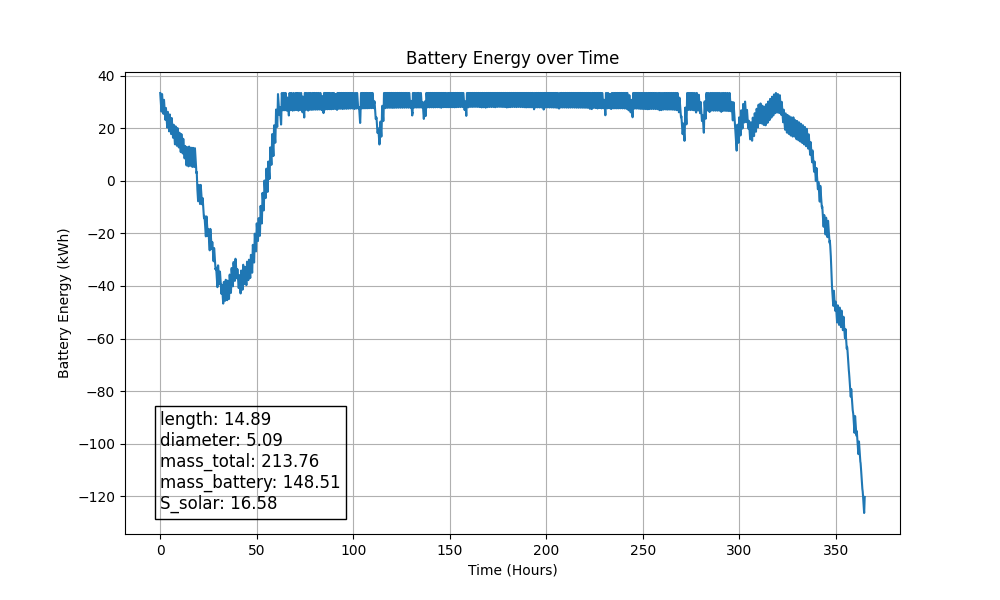 Battery Energy over Time
40
20
0
−20
−40
−60
−80
−100
−120
Battery Energy (kWh)
length: 14.89
diameter: 5.09
mass_total: 213.76
mass_battery: 148.51
S_solar: 16.58
0 50 100 150 200 250 300 350
Time (Hours)